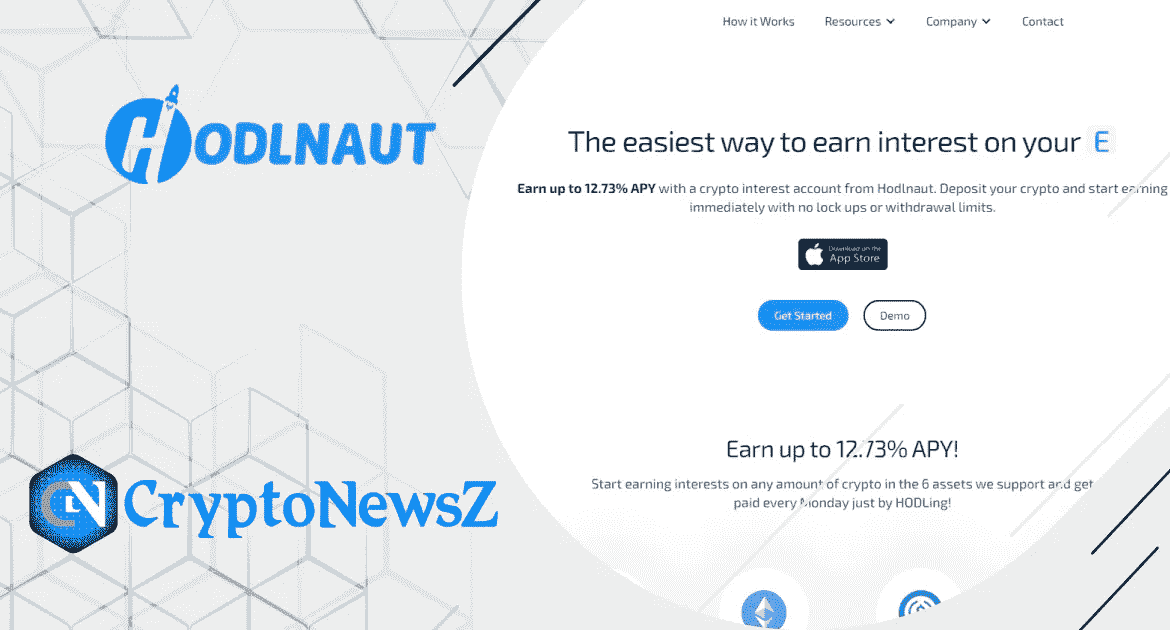 How it Works Resources Company Contact
HODLNAUT
The easiest way to earn interest on your E
Earn up to 12.73% APY with a crypto interest account from Hodlnaut. Deposit your crypto and start earning
immediately with no lock ups or withdrawal limits.
Download on the
App Store
Get Started Demo
Earn up to 12.73% APY!
Start earning interests on any amount of crypto in the 6 assets we support and get
paid every Monday just by HODLing!
CN CryptoNewsZ